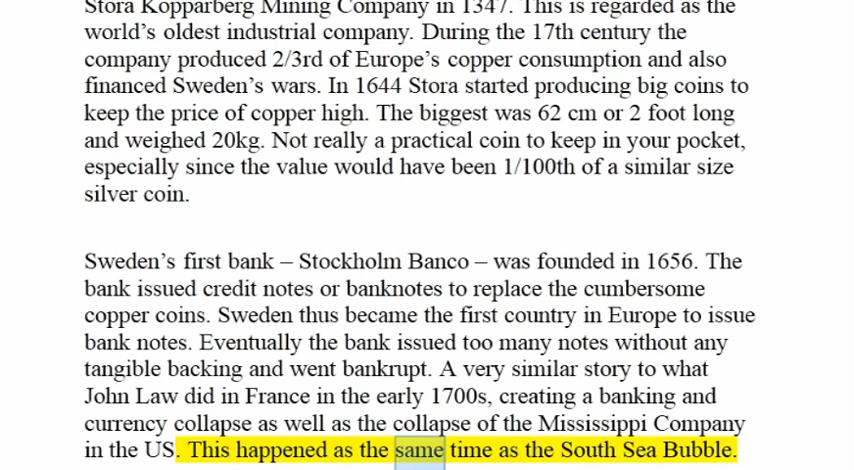 Stora Kopparberg Mining Company in 1347. This is regarded as the
world’s oldest industrial company. During the 17th century the
company produced 2/3rd of Europe’s copper consumption and also
financed Sweden’s wars. In 1644 Stora started producing big coins to
keep the price of copper high. The biggest was 62 cm or 2 foot long
and weighed 20kg. Not really a practical coin to keep in your pocket,
especially since the value would have been 1/100th of a similar size
silver coin.
Sweden’s first bank – Stockholm Banco – was founded in 1656. The
bank issued credit notes or banknotes to replace the cumbersome
copper coins. Sweden thus became the first country in Europe to issue
bank notes. Eventually the bank issued too many notes without any
tangible backing and went bankrupt. A very similar story to what
John Law did in France in the early 1700s, creating a banking and
currency collapse as well as the collapse of the Mississippi Company
in the US. This happened as the same time as the South Sea Bubble.